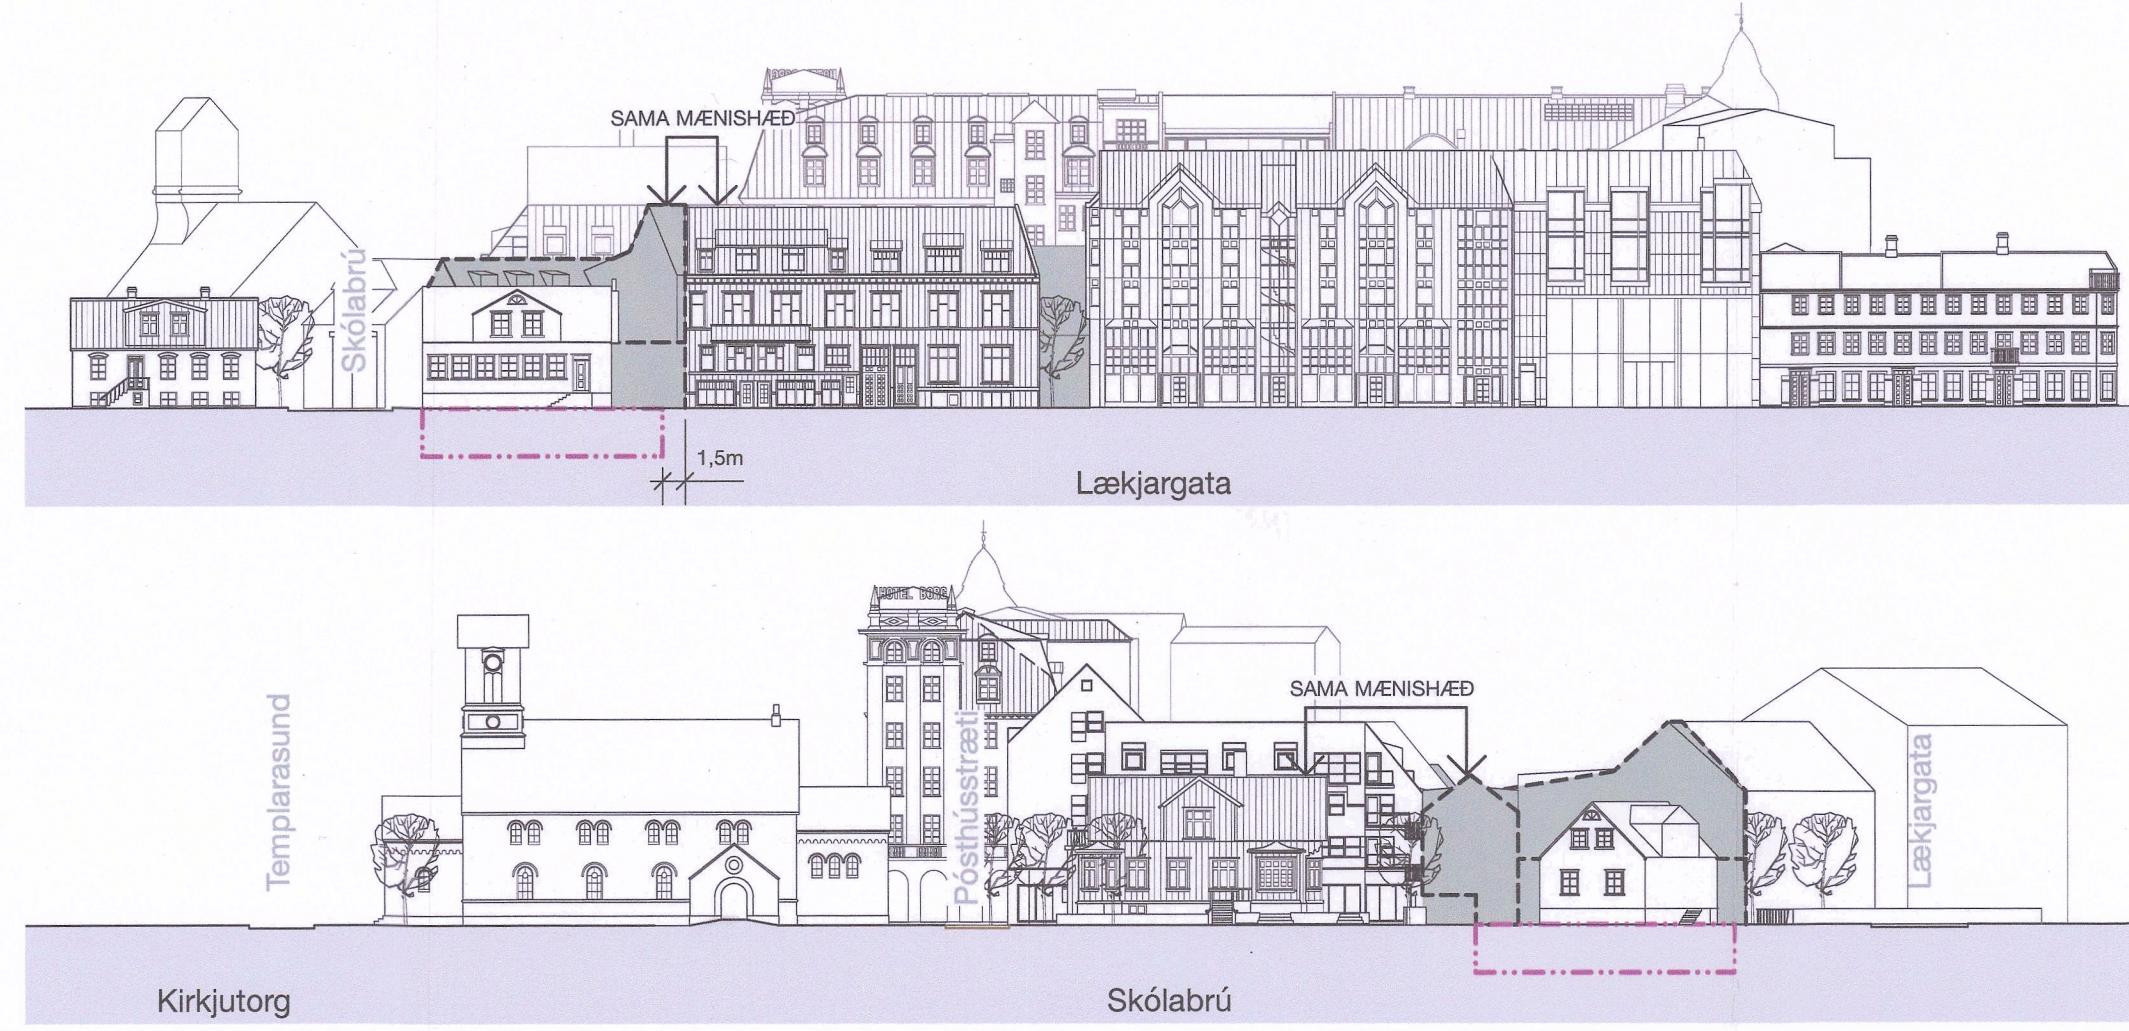 SAMA MÆNISHÆÐ
Skólabrú
1,5m
Lækjargata
HOTEL BORG
SAMA MÆNISHÆÐ
Templarasund
Pósthússtræti
Lækjargata
Kirkjutorg
Skólabrú